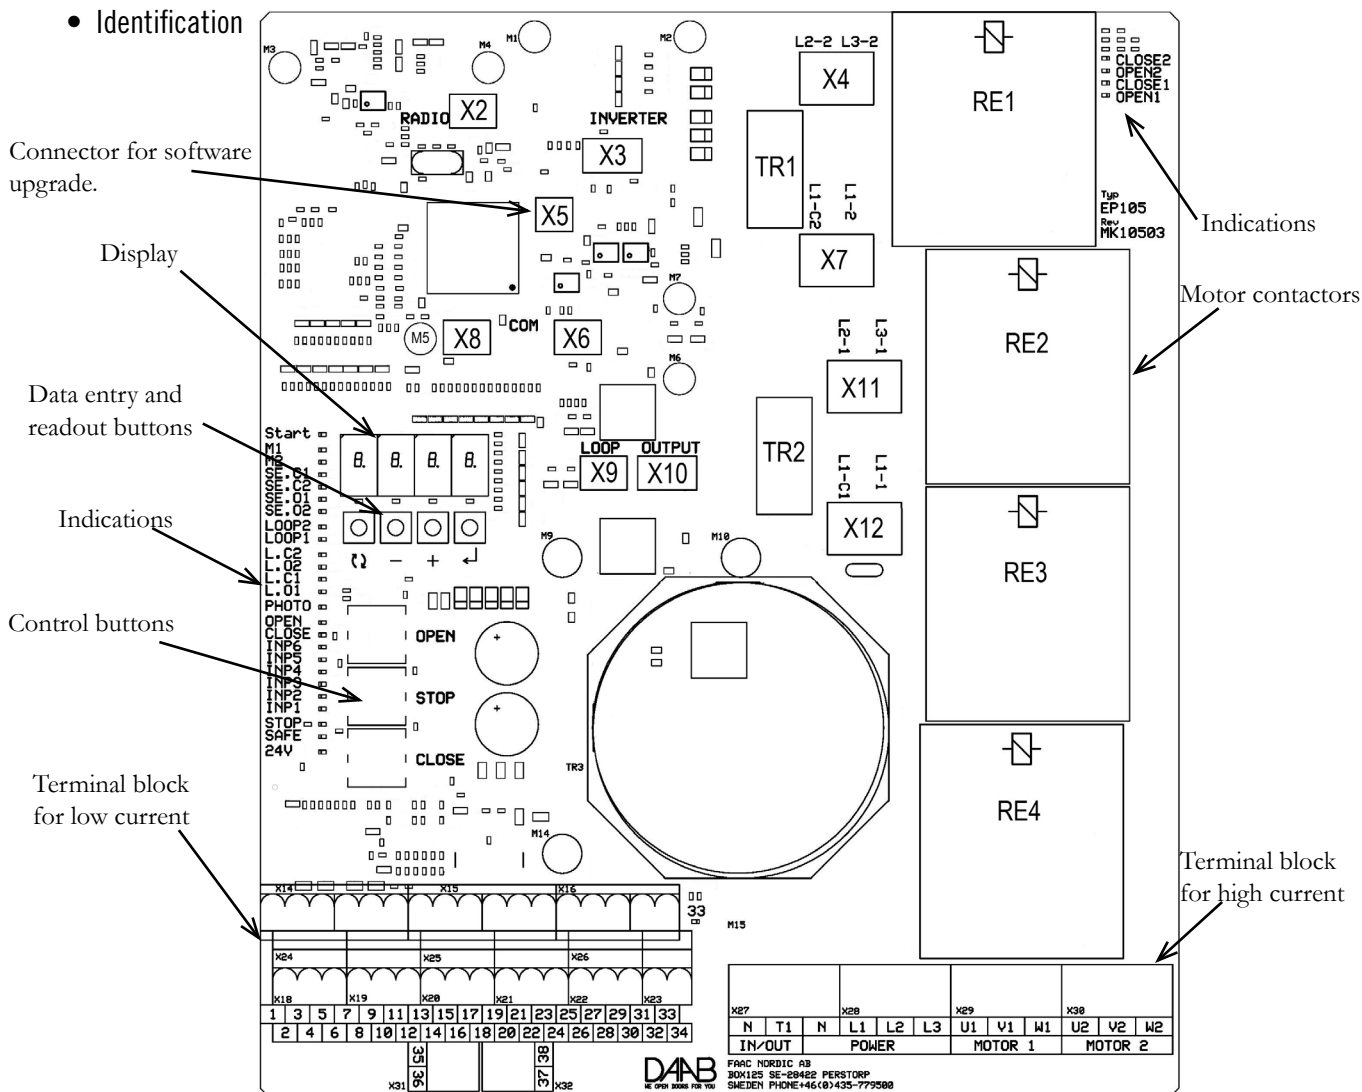 • Identification
M3
M4
M1
M2
L2-2 L3-2
X4
RE1
CLOSE2
OPEN2
CLOSE1
OPEN1
RADIO
X2
INVERTER
X3
TR1
Connector for software
upgrade.
X5
L1-C2
L1-2
Typ
EP105
Rev
MK10503
Indications
Display
X7
M7
Motor contactors
M5
X8
COM
X6
L2-1
L3-1
RE2
M6
X11
Data entry and
readout buttons
Start
M1
M2
SE.C1
SE.C2
SE.O1
SE.O2
LOOP2
LOOP1
L.C2
L.O2
L.C1
L.O1
PHOTO
OPEN
CLOSE
INP6
INP5
INP4
INP3
INP2
INP1
STOP
SAFE
24V
8. 8. 8. 8.
− +
LOOP
X9
OUTPUT
X10
TR2
L1-C1
L1-1
X12
Indications
M9
M10
RE3
Control buttons
OPEN
STOP
CLOSE
TR3
RE4
Terminal block
for low current
M14
Terminal block
for high current
X14
X15
X16
33
M15
X24
X25
X26
X18
X19
X20
X21
X22
X23
1 3 5 7 9 11 13 15 17 19 21 23 25 27 29 31 33
2 4 6 8 10 12 14 16 18 20 22 24 26 28 30 32 34
35 36
37 38
X31
X32
X27
X28
X29
X30
N T1 N L1 L2 L3 U1 V1 W1 U2 V2 W2
IN/OUT POWER MOTOR 1 MOTOR 2
DAAB
WE OPEN DOORS FOR YOU
FAAC NORDIC AB
BOX125 SE-28422 PERSTORP
SWEDEN PHONE+46(0)435-779500